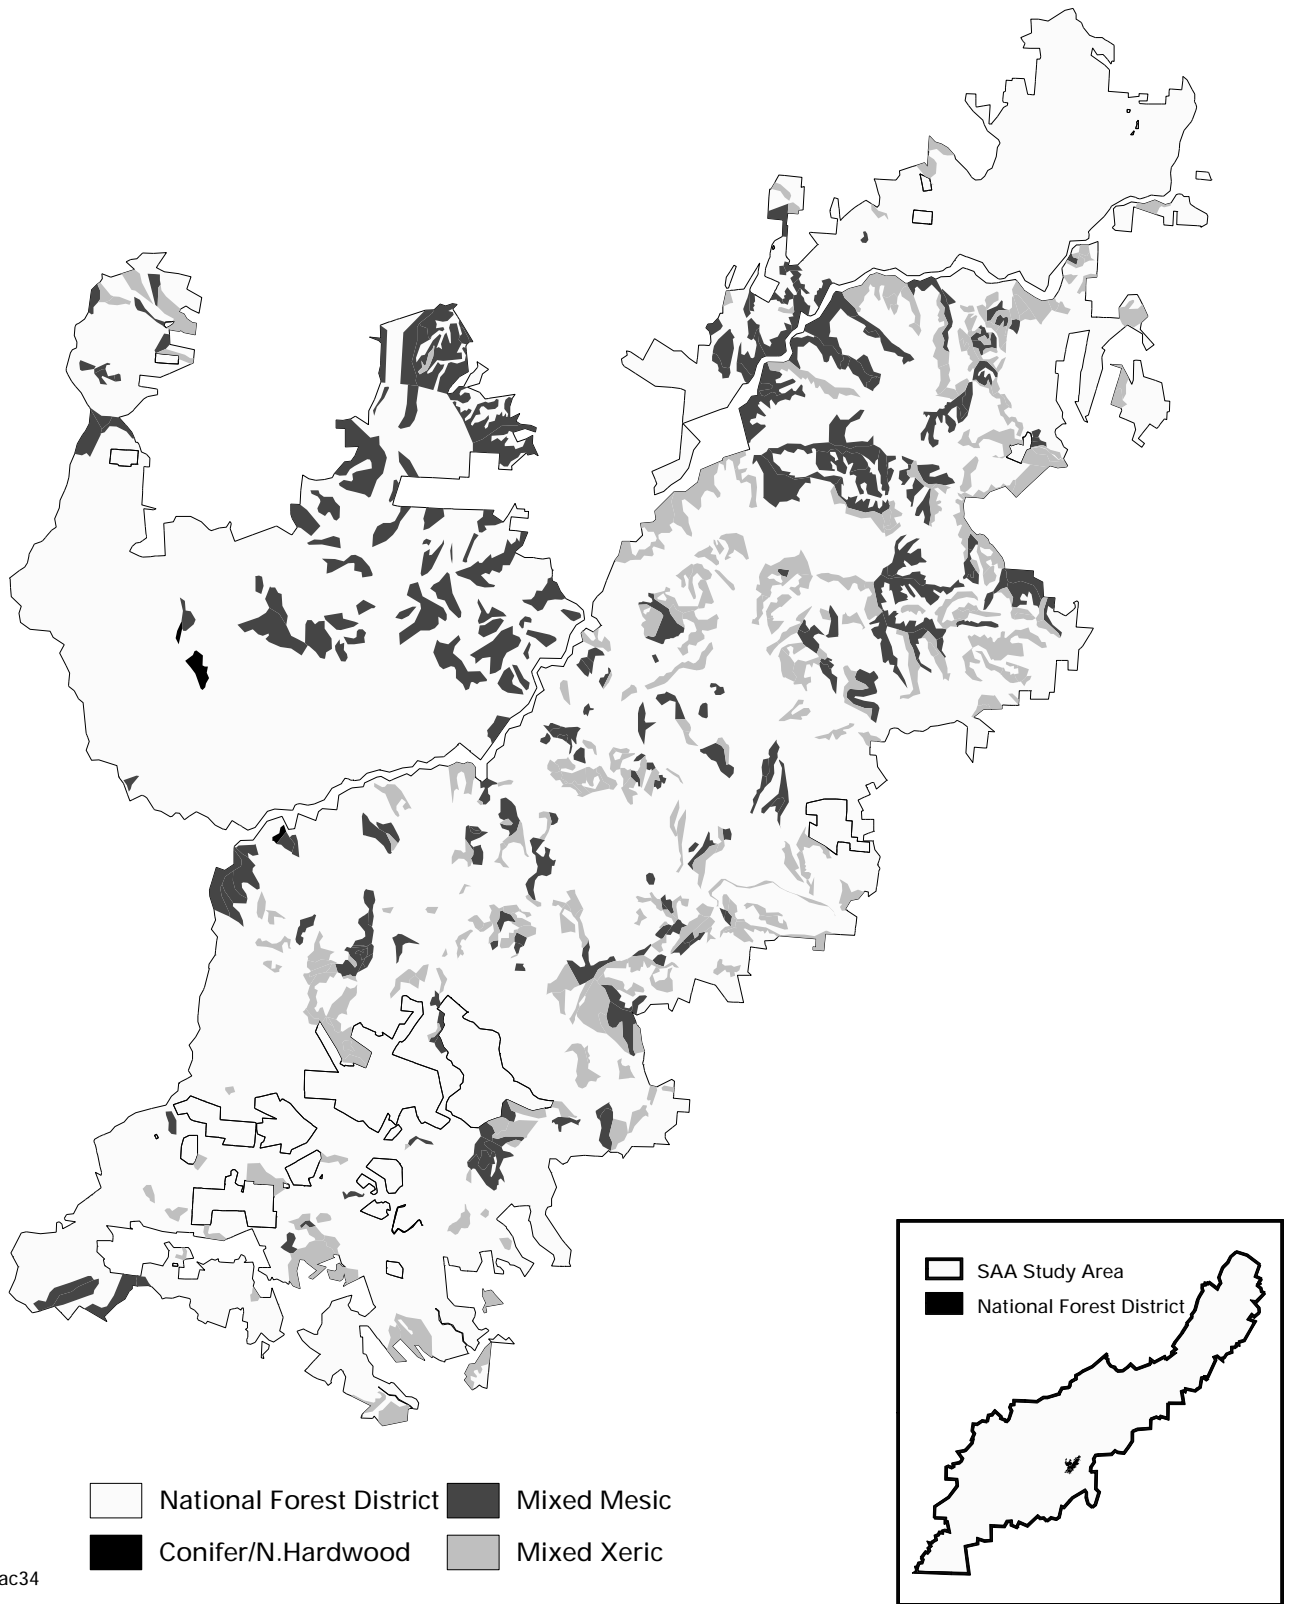 SAA Study Area
National Forest District
National Forest District
Mixed Mesic
Conifer/N.Hardwood
Mixed Xeric
ac34